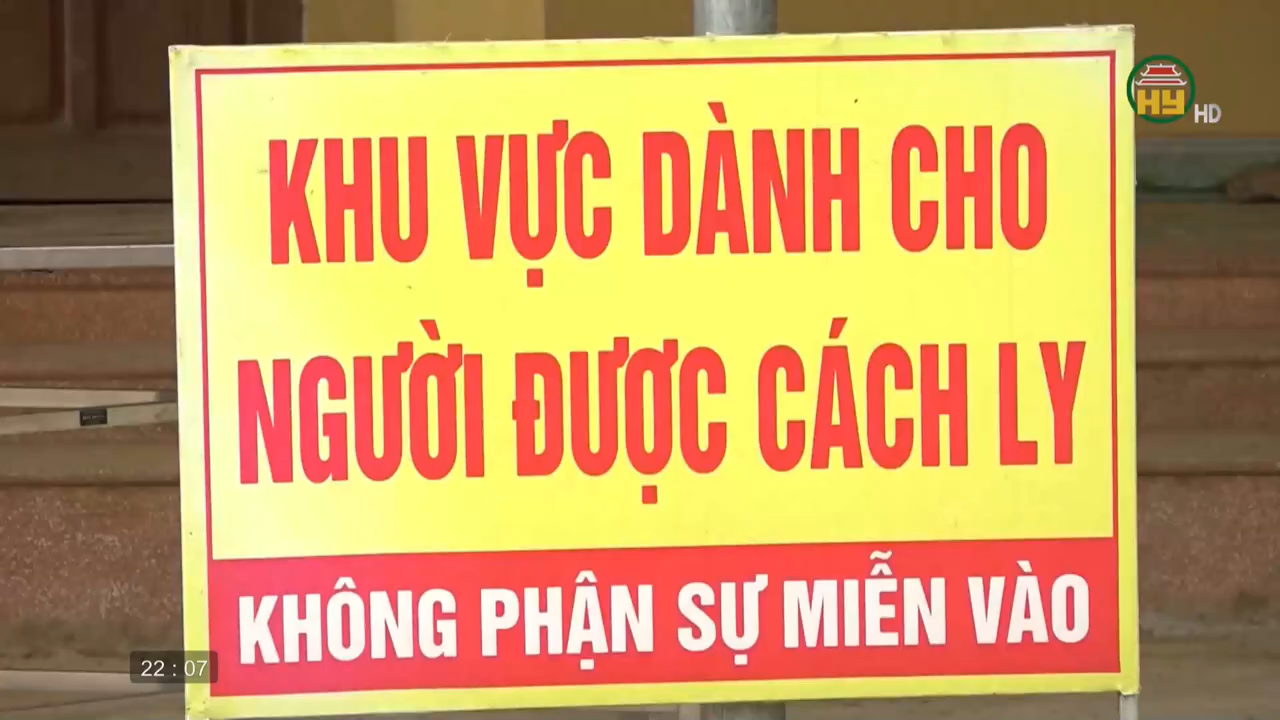 HY HD
KHU VỰC DÀNH CHO
NGƯỜI ĐƯỢC CÁCH LY
KHÔNG PHẬN SỰ MIỄN VÀO
22 : 07